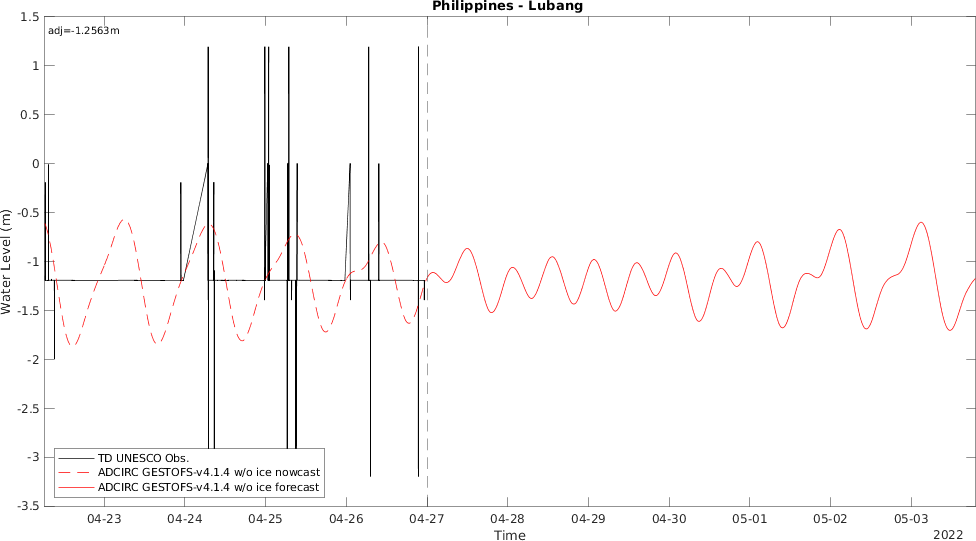 Philippines - Lubang
adj=-1.2563m
1.5
1
0.5
0
-0.5
-1
-1.5
-2
-2.5
-3
-3.5
Water Level (m)
TD UNESCO Obs.
ADCIRC GESTOFS-v4.1.4 w/o ice nowcast
ADCIRC GESTOFS-v4.1.4 w/o ice forecast
04-23 04-24 04-25 04-26 04-27 04-28 04-29 04-30 05-01 05-02 05-03
Time
2022